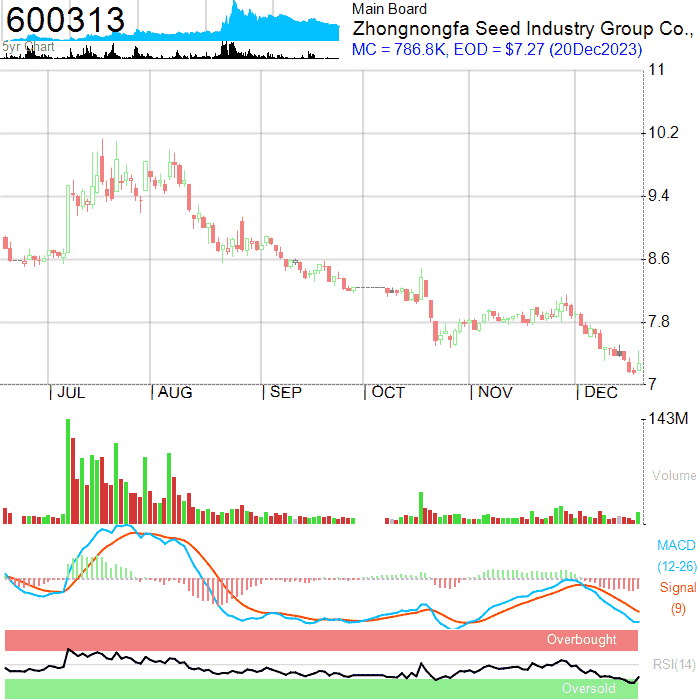 600313
5yr Chart
Main Board
Zhongnongfa Seed Industry Group Co.,
MC = 786.8K, EOD = $7.27 (20Dec2023)
11
10.2
9.4
8.6
7.8
7
JUL
AUG
SEP
OCT
NOV
DEC
143M
Volume
MACD
(12-26)
Signal
(9)
Overbought
RSI(14)
Oversold